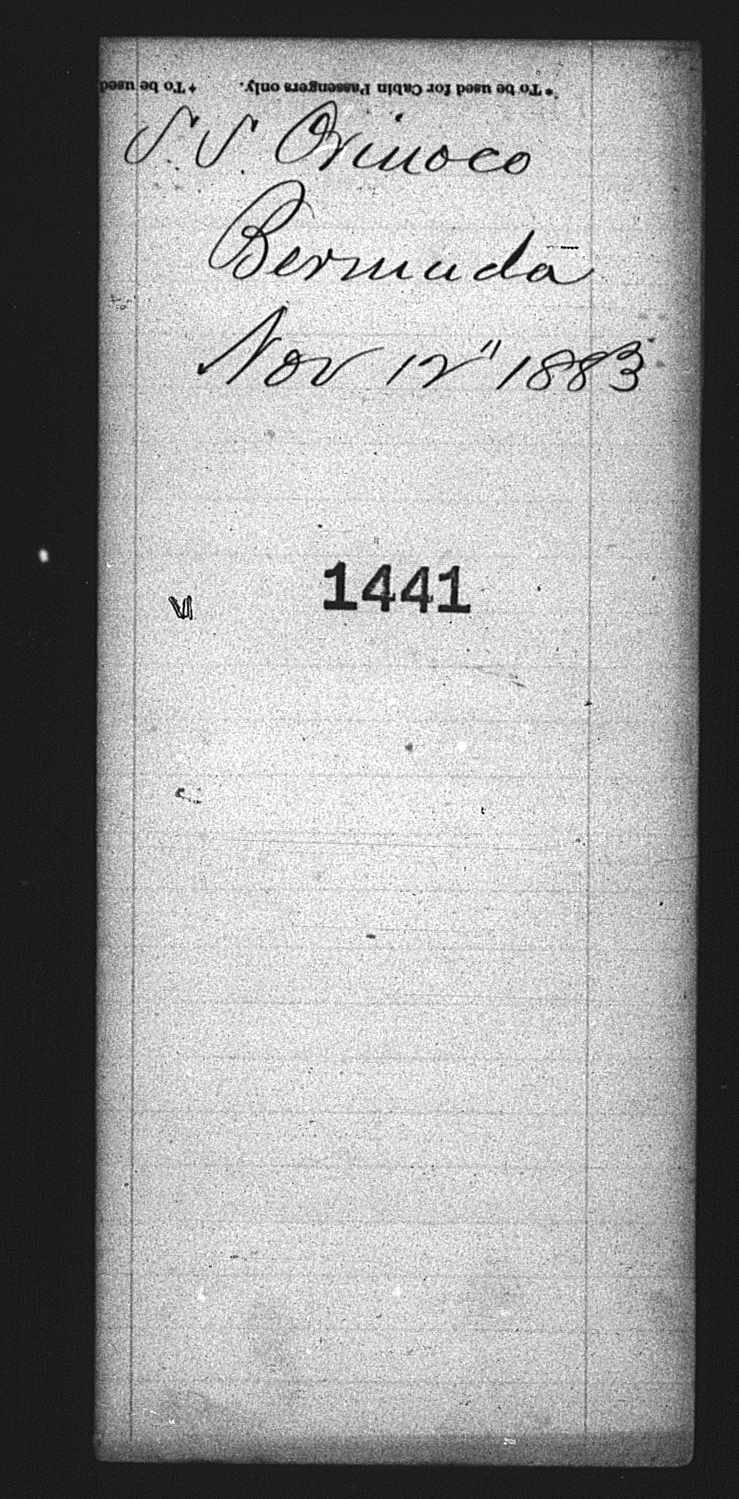 *To be used for Cabin Passengers only. †To be used
S.S. Orinoco
Bermuda
Nov 12" 1883
1441